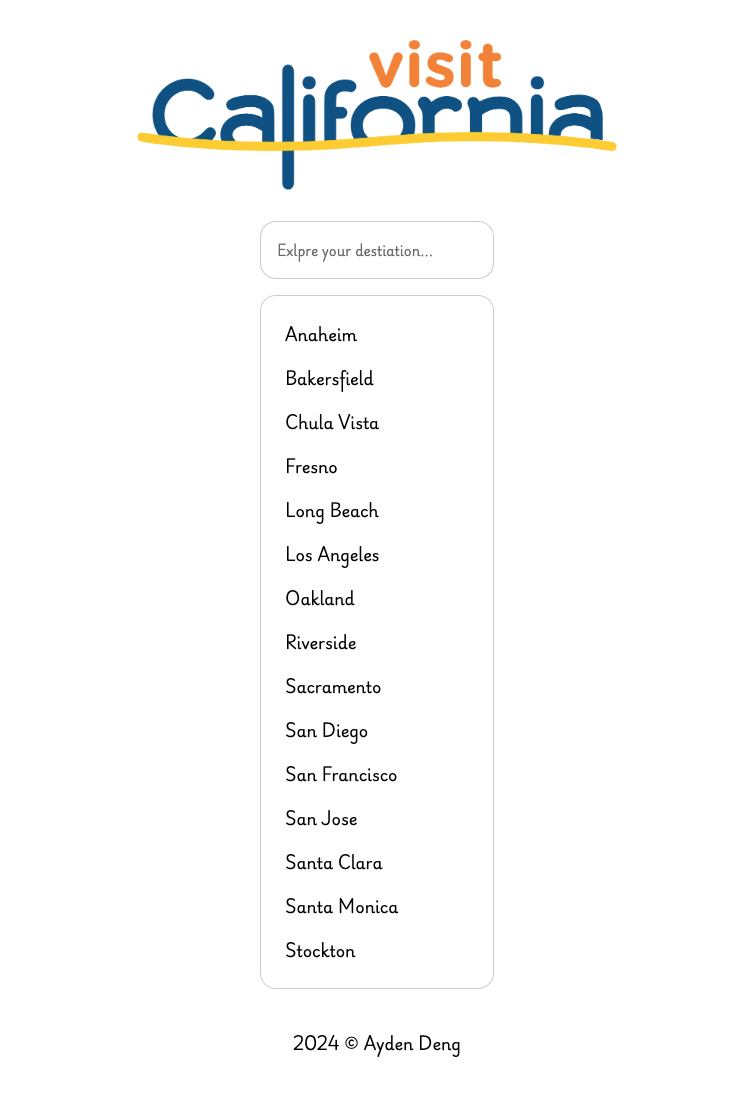 visit
California
Exlpre your destiation...
Anaheim
Bakersfield
Chula Vista
Fresno
Long Beach
Los Angeles
Oakland
Riverside
Sacramento
San Diego
San Francisco
San Jose
Santa Clara
Santa Monica
Stockton
2024 © Ayden Deng